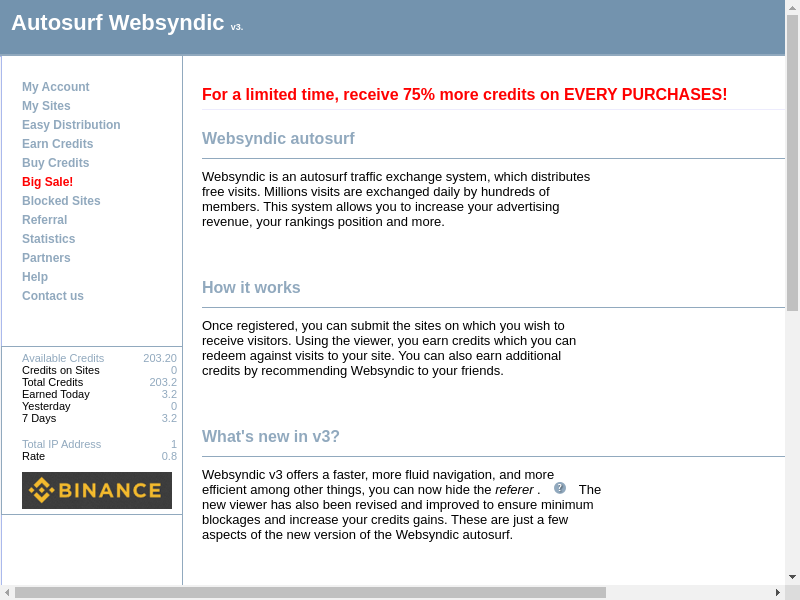 Autosurf Websyndic v3.
My Account
My Sites
Easy Distribution
Earn Credits
Buy Credits
Big Sale!
Blocked Sites
Referral
Statistics
Partners
Help
Contact us
Available Credits 203.20
Credits on Sites 0
Total Credits 203.2
Earned Today 3.2
Yesterday 0
7 Days 3.2
Total IP Address 1
Rate 0.8
BINANCE
For a limited time, receive 75% more credits on EVERY PURCHASES!
Websyndic autosurf
Websyndic is an autosurf traffic exchange system, which distributes
free visits. Millions visits are exchanged daily by hundreds of
members. This system allows you to increase your advertising
revenue, your rankings position and more.
How it works
Once registered, you can submit the sites on which you wish to
receive visitors. Using the viewer, you earn credits which you can
redeem against visits to your site. You can also earn additional
credits by recommending Websyndic to your friends.
What's new in v3?
Websyndic v3 offers a faster, more fluid navigation, and more
efficient among other things, you can now hide the referer . ? The
new viewer has also been revised and improved to ensure minimum
blockages and increase your credits gains. These are just a few
aspects of the new version of the Websyndic autosurf.